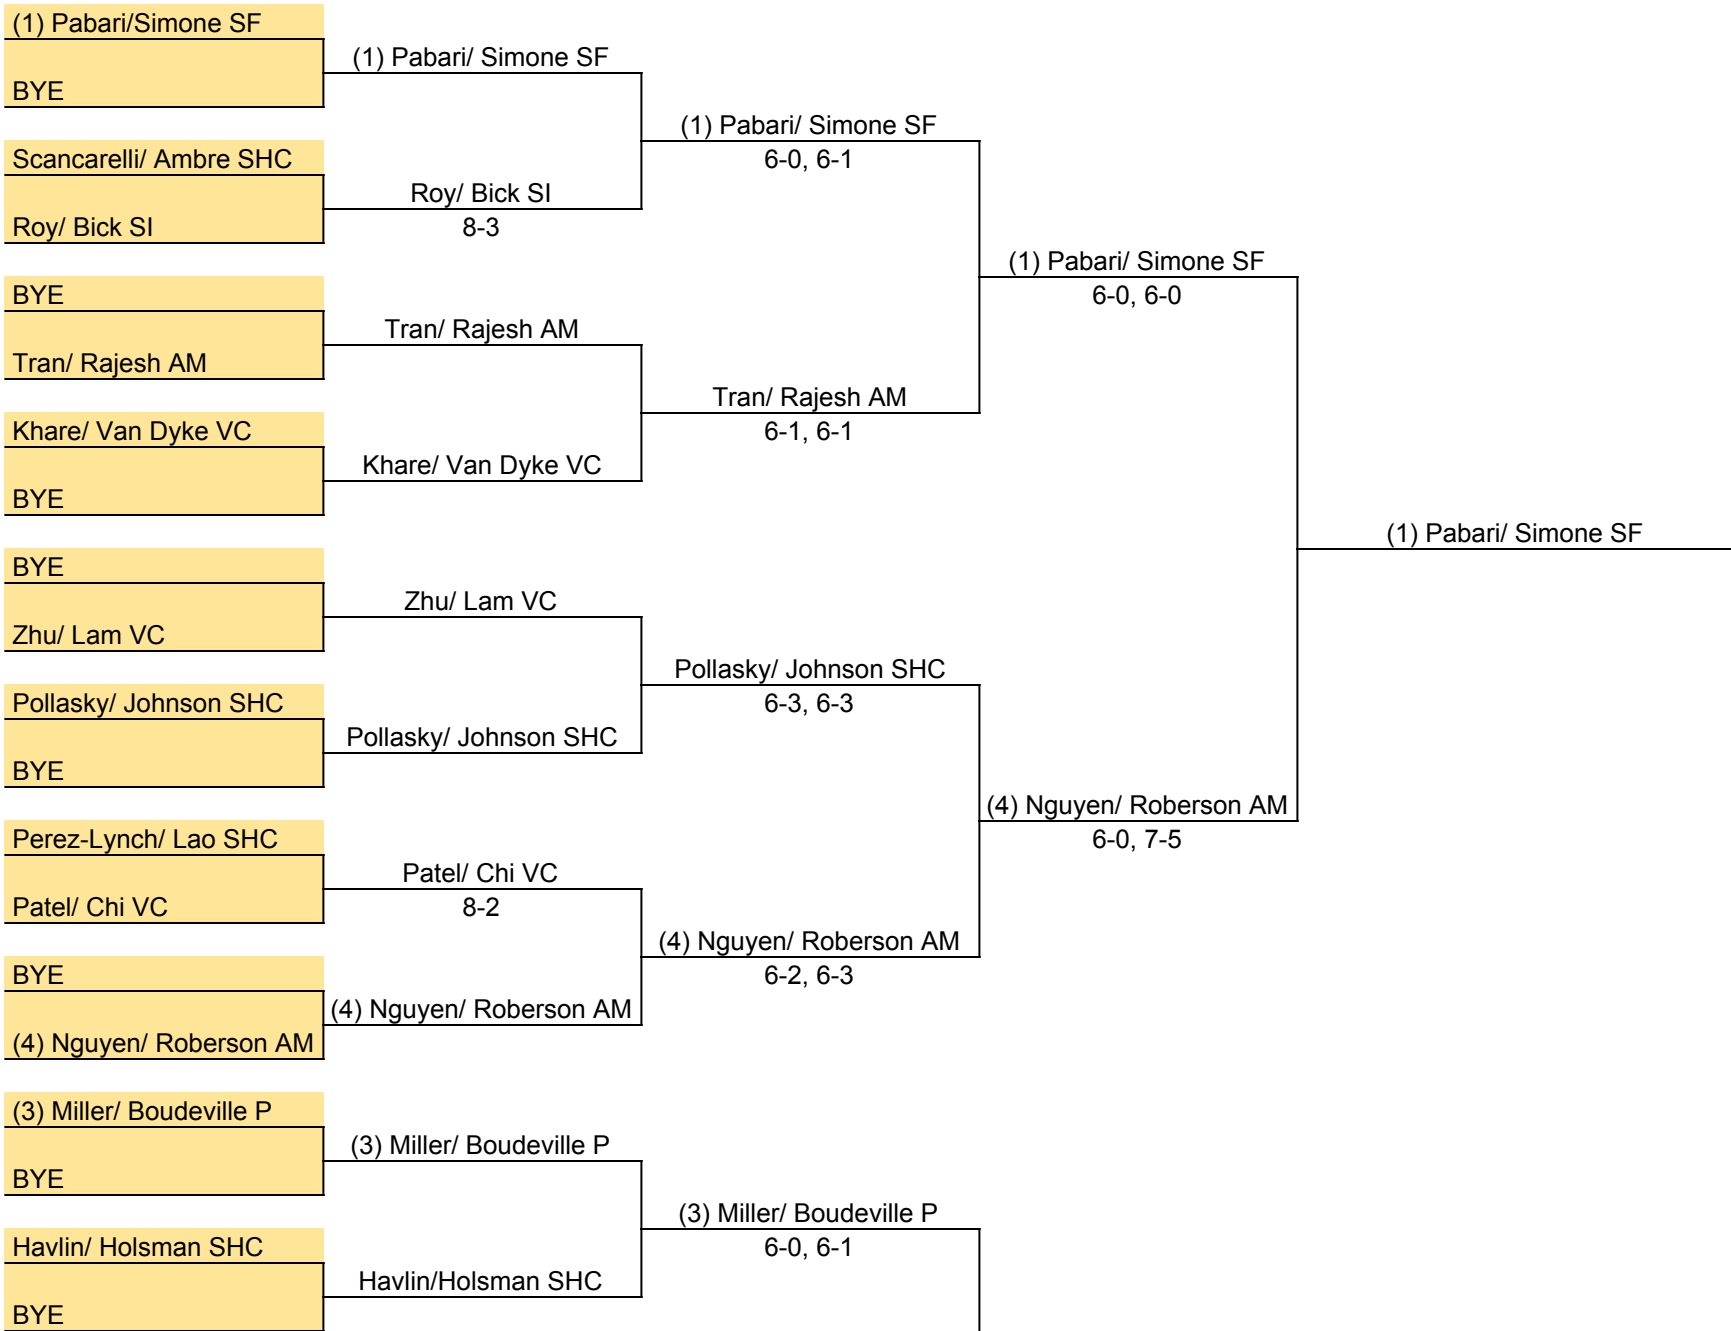 (1) Pabari/Simone SF
(1) Pabari/ Simone SF
BYE
(1) Pabari/ Simone SF
Scancarelli/ Ambre SHC
6-0, 6-1
Roy/ Bick SI
Roy/ Bick SI
8-3
(1) Pabari/ Simone SF
BYE
6-0, 6-0
Tran/ Rajesh AM
Tran/ Rajesh AM
Tran/ Rajesh AM
Khare/ Van Dyke VC
6-1, 6-1
Khare/ Van Dyke VC
BYE
(1) Pabari/ Simone SF
BYE
Zhu/ Lam VC
Zhu/ Lam VC
Pollasky/ Johnson SHC
Pollasky/ Johnson SHC
6-3, 6-3
Pollasky/ Johnson SHC
BYE
(4) Nguyen/ Roberson AM
Perez-Lynch/ Lao SHC
6-0, 7-5
Patel/ Chi VC
Patel/ Chi VC
8-2
(4) Nguyen/ Roberson AM
BYE
6-2, 6-3
(4) Nguyen/ Roberson AM
(4) Nguyen/ Roberson AM
(3) Miller/ Boudeville P
(3) Miller/ Boudeville P
BYE
(3) Miller/ Boudeville P
Havlin/ Holsman SHC
6-0, 6-1
Havlin/Holsman SHC
BYE